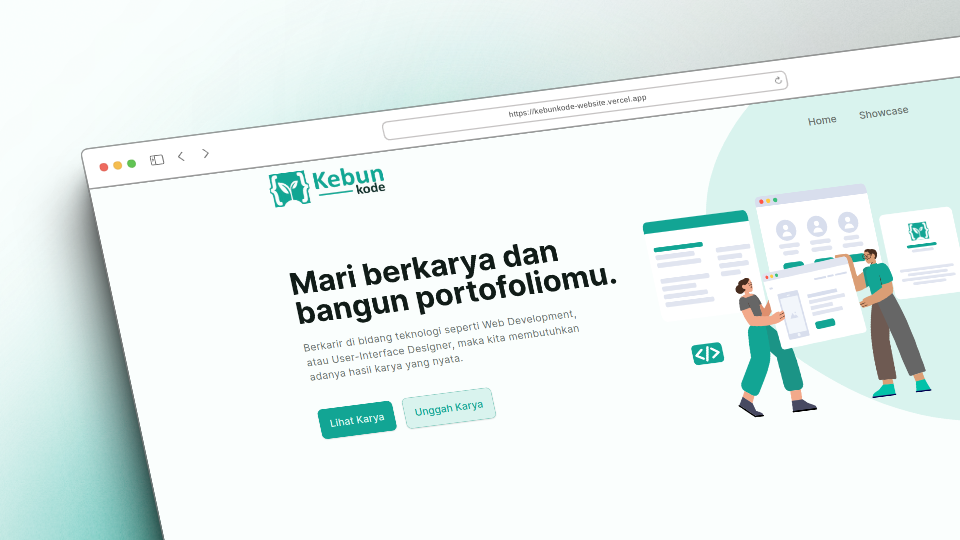 https://kebunkode-website.vercel.app
Home
Showcase
Kebun
kode
Mari berkarya dan
bangun portofoliomu.
Berkarir di bidang teknologi seperti Web Development,
atau User-Interface Designer, maka kita membutuhkan
adanya hasil karya yang nyata.
Lihat Karya
Unggah Karya
</>